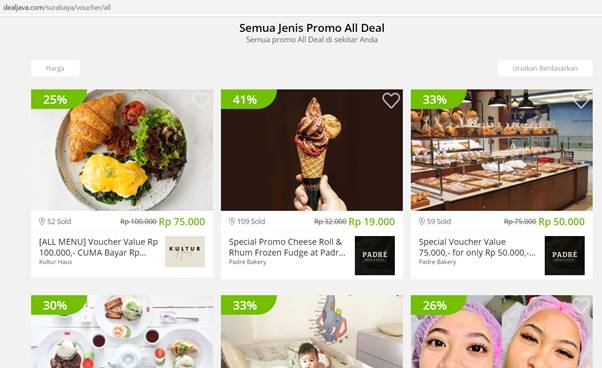 dealjava.com/surabaya/voucher/all
Semua Jenis Promo All Deal
Semua promo All Deal di sekitar Anda
Harga
Urutkan Berdasarkan
25%
41%
33%
52 Sold
Rp 100.000 Rp 75.000
109 Sold
Rp 32.000 Rp 19.000
59 Sold
Rp 75.000 Rp 50.000
[ALL MENU] Voucher Value Rp
100.000,- CUMA Bayar Rp...
Kultur Haus
KULTUR
Special Promo Cheese Roll &
Rhum Frozen Fudge at Padr...
Padre Bakery
PADRÉ
Special Voucher Value
75.000,- for only Rp 50.000,-...
Padre Bakery
PADRÉ
30%
33%
26%